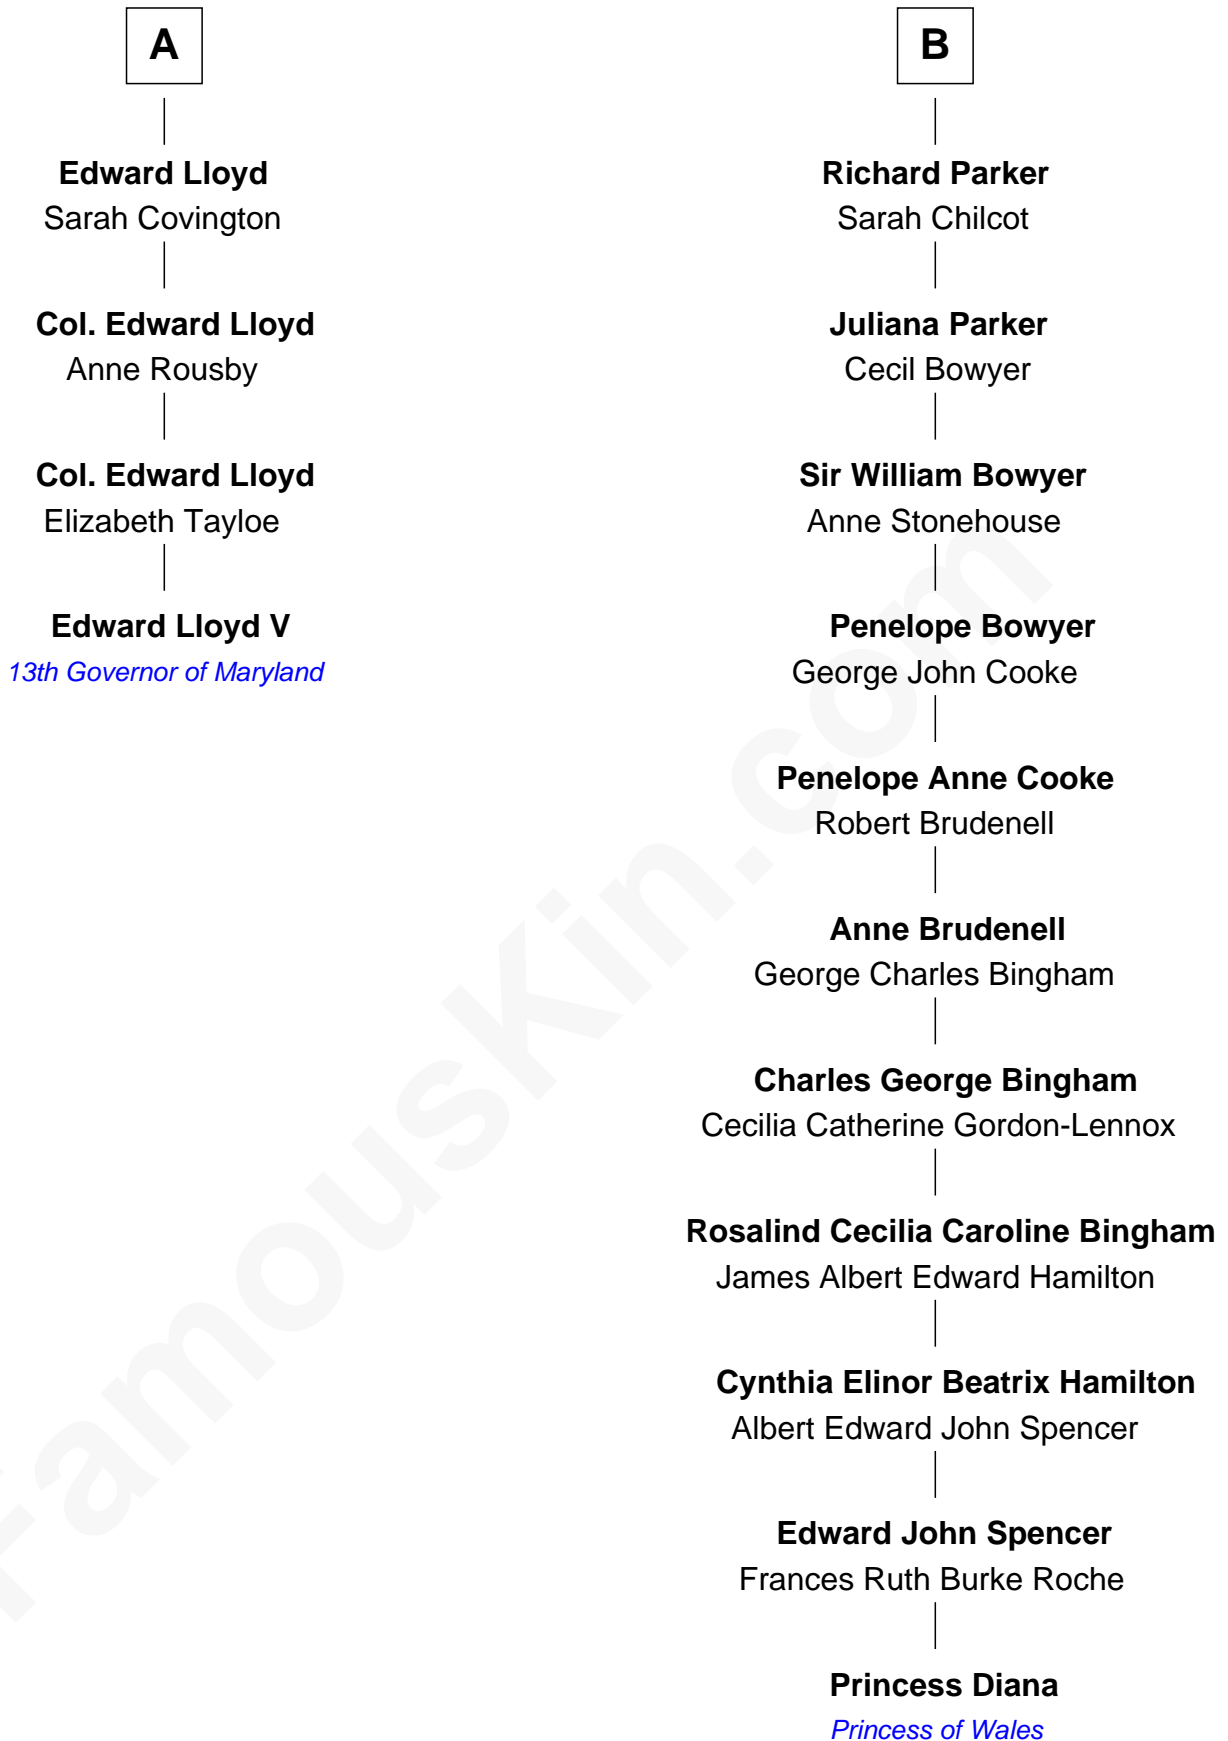 A
Edward Lloyd
Sarah Covington
Col. Edward Lloyd
Anne Rousby
Col. Edward Lloyd
Elizabeth Tayloe
Edward Lloyd V
13th Governor of Maryland
B
Richard Parker
Sarah Chilcot
Juliana Parker
Cecil Bowyer
Sir William Bowyer
Anne Stonehouse
Penelope Bowyer
George John Cooke
Penelope Anne Cooke
Robert Brudenell
Anne Brudenell
George Charles Bingham
Charles George Bingham
Cecilia Catherine Gordon-Lennox
Rosalind Cecilia Caroline Bingham
James Albert Edward Hamilton
Cynthia Elinor Beatrix Hamilton
Albert Edward John Spencer
Edward John Spencer
Frances Ruth Burke Roche
Princess Diana
Princess of Wales
FamousKin.com